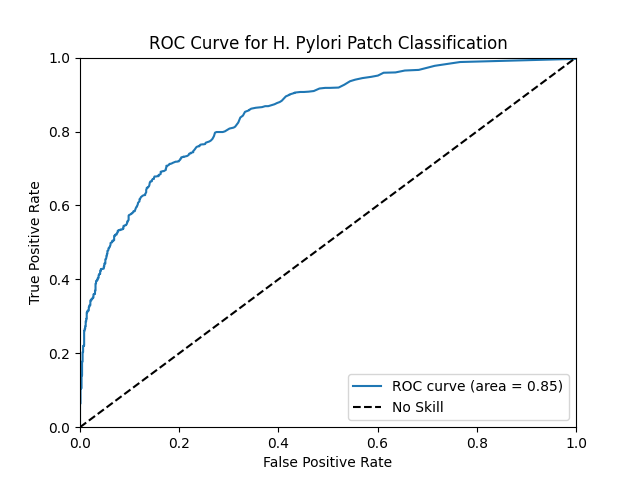 ROC Curve for H. Pylori Patch Classification
1.0
0.8
0.6
0.4
0.2
0.0
True Positive Rate
ROC curve (area = 0.85)
No Skill
0.0 0.2 0.4 0.6 0.8 1.0
False Positive Rate